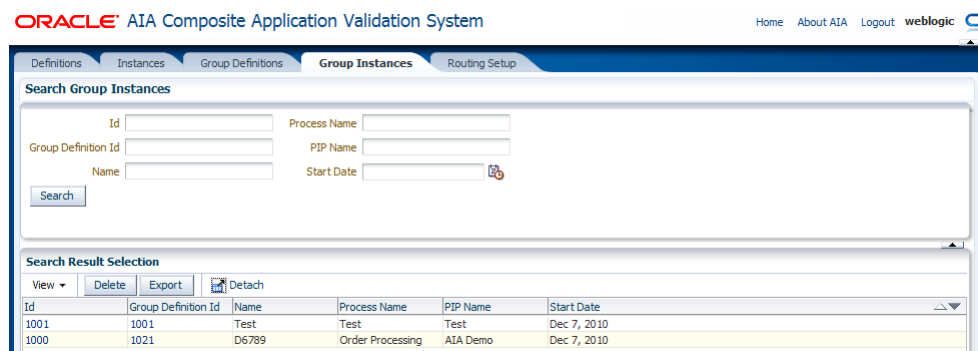 ORACLE AIA Composite Application Validation System Home About AIA Logout weblogic
Definitions Instances Group Definitions Group Instances Routing Setup
Search Group Instances
Id Process Name
Group Definition Id PIP Name
Name Start Date
Search
Search Result Selection
View Delete Export Detach
Id Group Definition Id Name Process Name PIP Name Start Date
1001 1001 Test Test Test Dec 7, 2010
1000 1021 D6789 Order Processing AIA Demo Dec 7, 2010